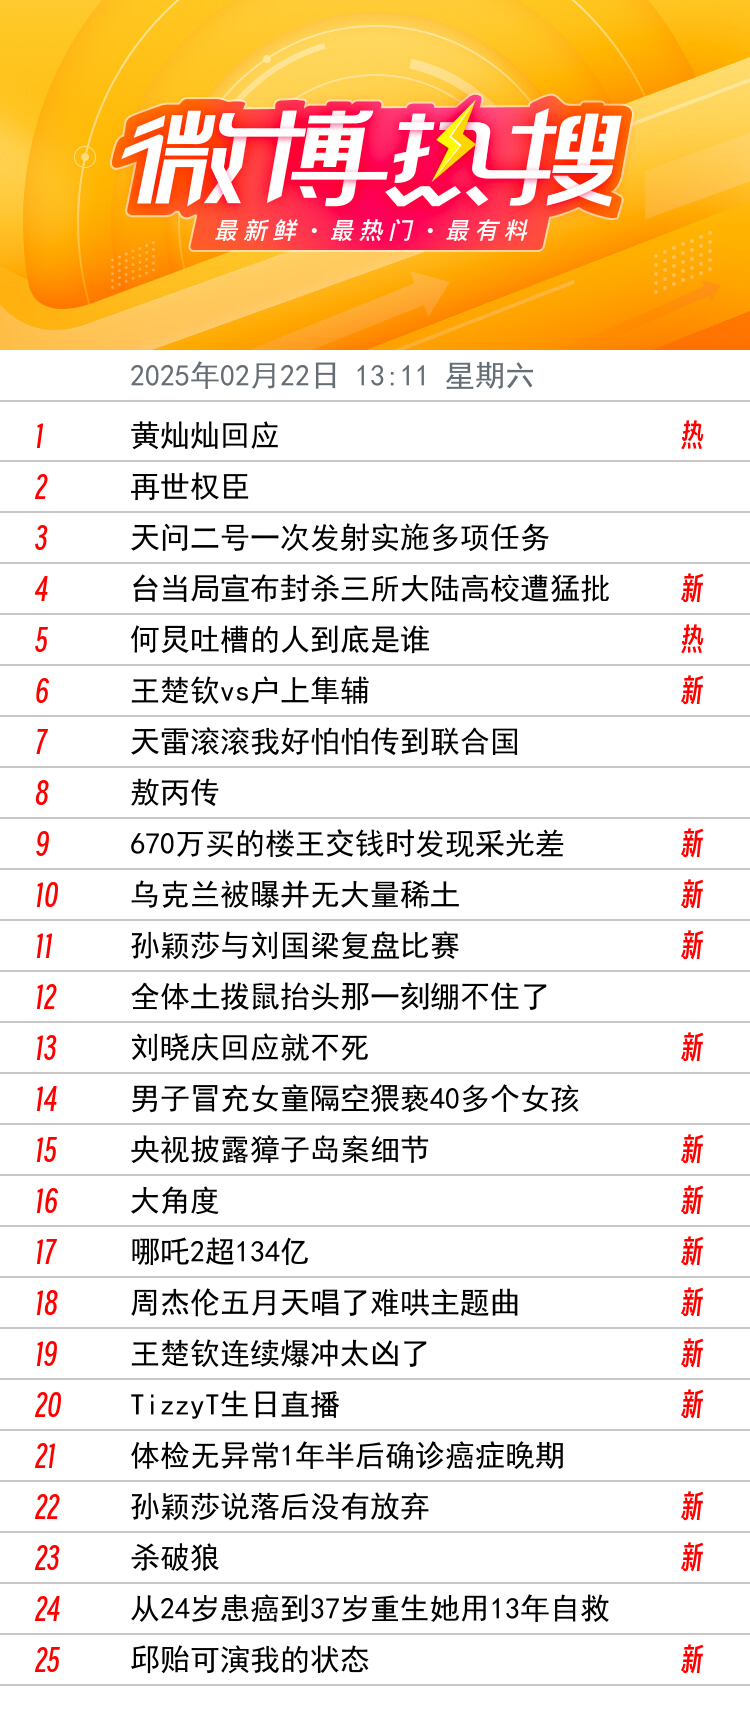 微博热搜
最新鲜·最热门·最有料
2025年02月22日 13:11 星期六
1 黄灿灿回应 热
2 再世权臣
3 天问二号一次发射实施多项任务
4 台当局宣布封杀三所大陆高校遭猛批 新
5 何炅吐槽的人到底是谁 热
6 王楚钦vs户上隼辅 新
7 天雷滚滚我好怕怕传到联合国
8 敖丙传
9 670万买的楼王交钱时发现采光差 新
10 乌克兰被曝并无大量稀土 新
11 孙颖莎与刘国梁复盘比赛 新
12 全体土拨鼠抬头那一刻绷不住了
13 刘晓庆回应就不死 新
14 男子冒充女童隔空猥亵40多个女孩
15 央视披露獐子岛案细节 新
16 大角度 新
17 哪吒2超134亿 新
18 周杰伦五月天唱了难哄主题曲 新
19 王楚钦连续爆冲太凶了 新
20 TizzyT生日直播 新
21 体检无异常1年半后确诊癌症晚期
22 孙颖莎说落后没有放弃 新
23 杀破狼 新
24 从24岁患癌到37岁重生她用13年自救
25 邱贻可演我的状态 新